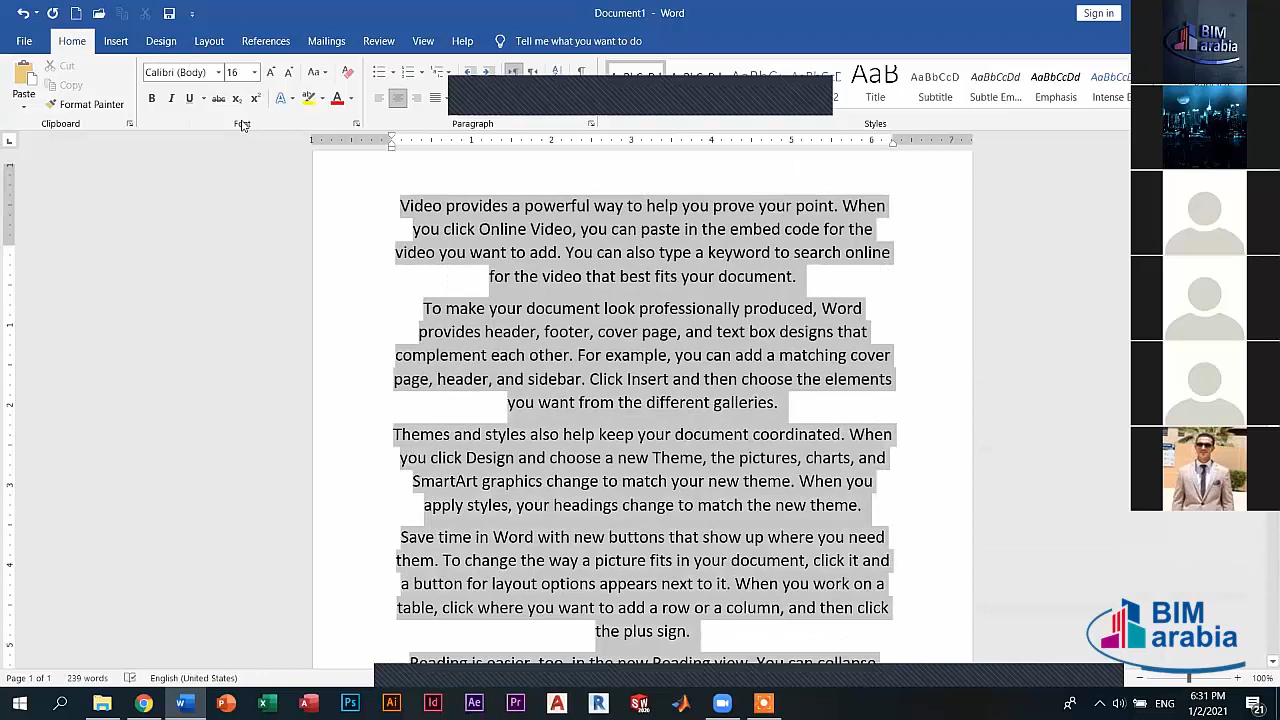 Document1 - Word
Sign in
File Home Insert Design Layout References Mailings Review View Help Tell me what you want to do
Paste
Cut
Copy
Format Painter
Clipboard
Calibri (Body) 16
Font
Paragraph
Title
AaBbCcD
Subtitle
AaBbCcDd
Subtle Em...
AaBbCcDd
Emphasis
Intense E
Styles
Video provides a powerful way to help you prove your point. When
you click Online Video, you can paste in the embed code for the
video you want to add. You can also type a keyword to search online
for the video that best fits your document.
To make your document look professionally produced, Word
provides header, footer, cover page, and text box designs that
complement each other. For example, you can add a matching cover
page, header, and sidebar. Click Insert and then choose the elements
you want from the different galleries.
Themes and styles also help keep your document coordinated. When
you click Design and choose a new Theme, the pictures, charts, and
SmartArt graphics change to match your new theme. When you
apply styles, your headings change to match the new theme.
Save time in Word with new buttons that show up where you need
them. To change the way a picture fits in your document, click it and
a button for layout options appears next to it. When you work on a
table, click where you want to add a row or a column, and then click
the plus sign.
Reading is easier, too, in the new Reading view. You can collapse
Page 1 of 1 239 words English (United States) 100%
ENG
6:31 PM
1/2/2021
BIM
arabia
BIM
arabia